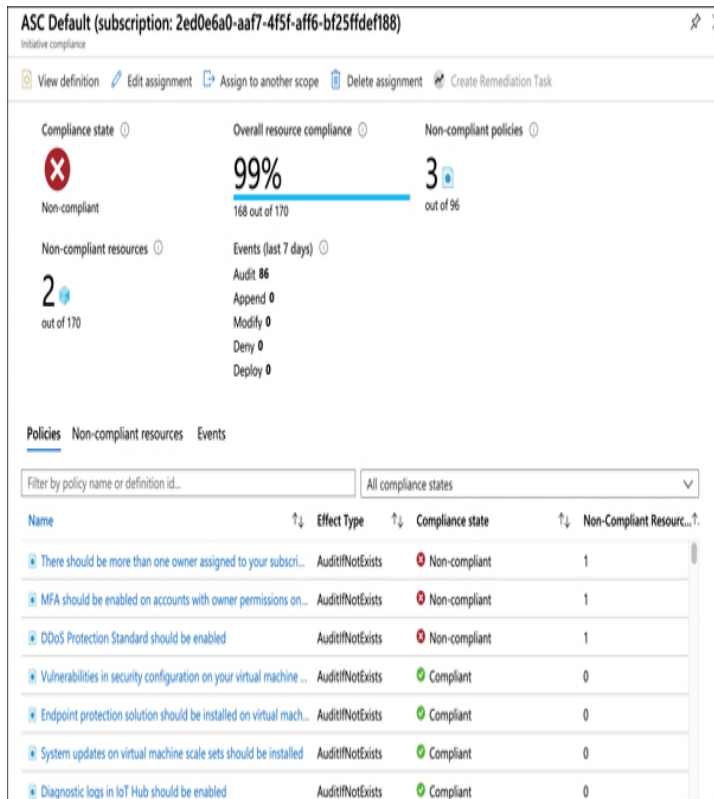 ASC Default (subscription: 2ed0e6a0-aaf7-4f5f-aff6-bf25ffdef188)
Initiative compliance
View definition Edit assignment Assign to another scope Delete assignment Create Remediation Task
Compliance state Overall resource compliance Non-compliant policies
99% 3
Non-compliant 168 out of 170 out of 96
Non-compliant resources Events (last 7 days)
2 Audit 86
out of 170 Append 0
Modify 0
Deny 0
Deploy 0
Policies Non-compliant resources Events
Filter by policy name or definition id... All compliance states
Name Effect Type Compliance state Non-Compliant Resourc...
There should be more than one owner assigned to your subscri... AuditIfNotExists Non-compliant 1
MFA should be enabled on accounts with owner permissions on... AuditIfNotExists Non-compliant 1
DDoS Protection Standard should be enabled AuditIfNotExists Non-compliant 1
Vulnerabilities in security configuration on your virtual machine ... AuditIfNotExists Compliant 0
Endpoint protection solution should be installed on virtual mach... AuditIfNotExists Compliant 0
System updates on virtual machine scale sets should be installed AuditIfNotExists Compliant 0
Diagnostic logs in IoT Hub should be enabled AuditIfNotExists Compliant 0